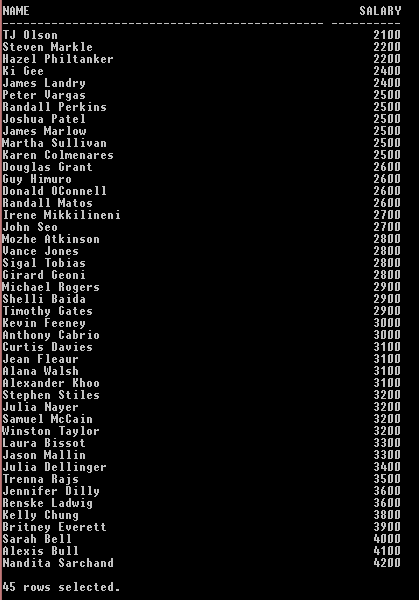 NAME SALARY
---------------------------------------------- ----------
TJ Olson 2100
Steven Markle 2200
Hazel Philtanker 2200
Ki Gee 2400
James Landry 2400
Peter Vargas 2500
Randall Perkins 2500
Joshua Patel 2500
James Marlow 2500
Martha Sullivan 2500
Karen Colmenares 2500
Douglas Grant 2600
Guy Himuro 2600
Donald OConnell 2600
Randall Matos 2600
Irene Mikkilineni 2700
John Seo 2700
Mozhe Atkinson 2800
Vance Jones 2800
Sigal Tobias 2800
Girard Geoni 2800
Michael Rogers 2900
Shelli Baida 2900
Timothy Gates 2900
Kevin Feeney 3000
Anthony Cabrio 3000
Curtis Davies 3100
Jean Fleaur 3100
Alana Walsh 3100
Alexander Khoo 3100
Stephen Stiles 3200
Julia Nayer 3200
Samuel McCain 3200
Winston Taylor 3200
Laura Bissot 3300
Jason Mallin 3300
Julia Dellinger 3400
Trenna Rajs 3500
Jennifer Dilly 3600
Renske Ladwig 3600
Kelly Chung 3800
Britney Everett 3900
Sarah Bell 4000
Alexis Bull 4100
Nandita Sarchand 4200
45 rows selected.